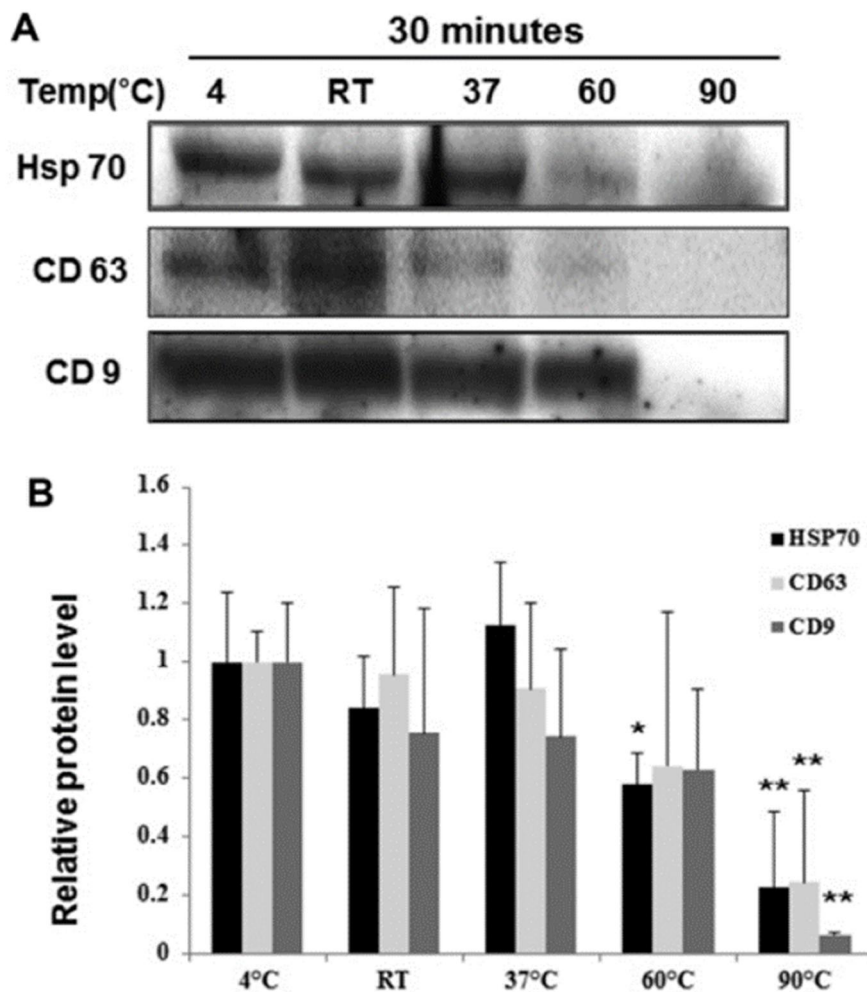 A
30 minutes
Temp(°C) 4 RT 37 60 90
Hsp 70
CD 63
CD 9
B
Relative protein level
1.6
1.4
1.2
1
0.8
0.6
0.4
0.2
0
HSP70
CD63
CD9
*
**
**
**
4°C RT 37°C 60°C 90°C